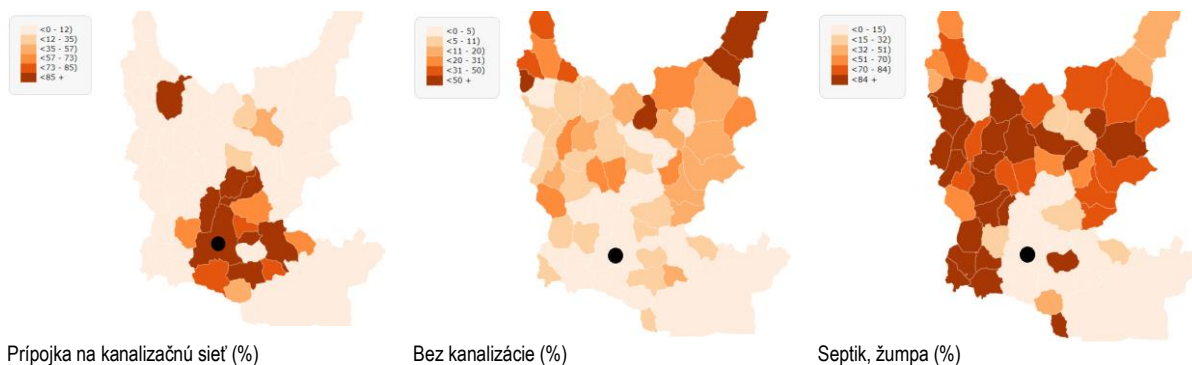 <0 - 12)
<12 - 35)
<35 - 57)
<57 - 73)
<73 - 85)
<85 +
<0 - 5)
<5 - 11)
<11 - 20)
<20 - 31)
<31 - 50)
<50 +
<0 - 15)
<15 - 32)
<32 - 51)
<51 - 70)
<70 - 84)
<84 +
Prípojka na kanalizačnú sieť (%)
Bez kanalizácie (%)
Septik, žumpa (%)